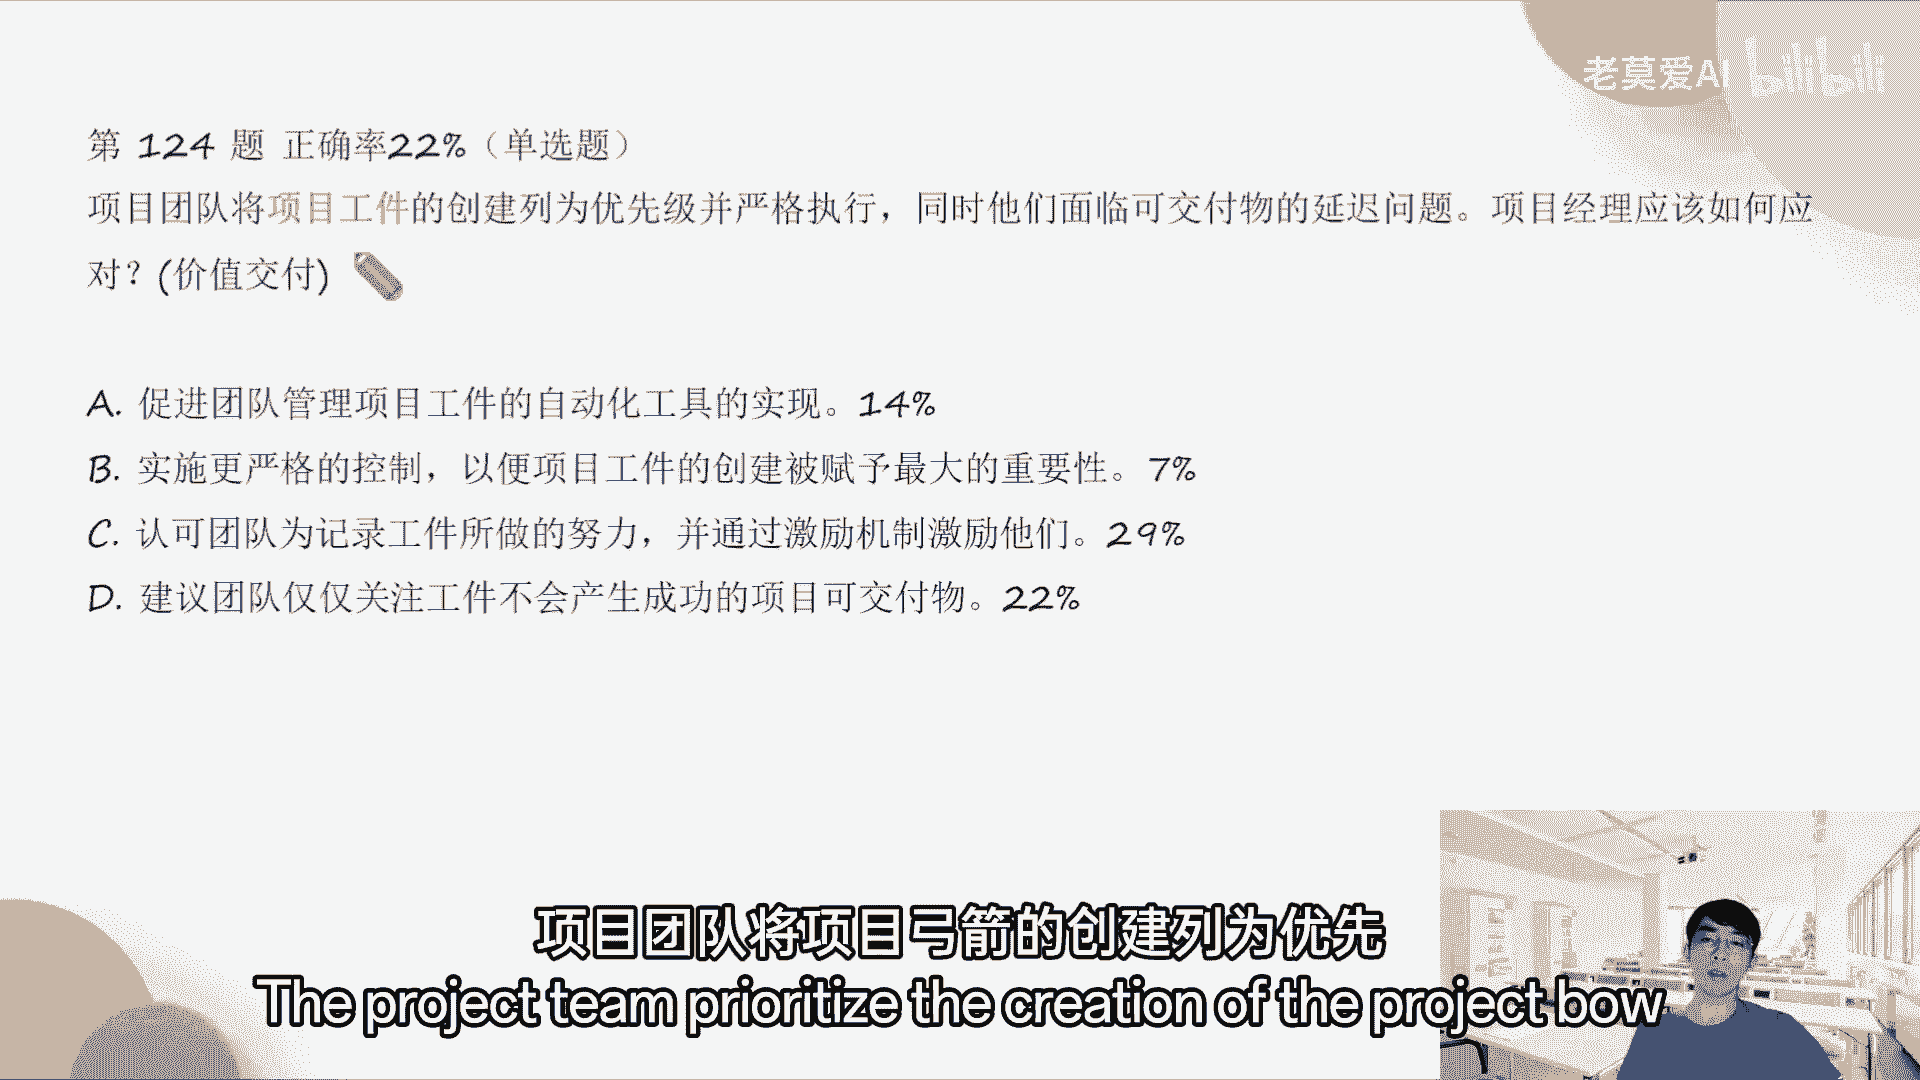 老莫爱AI bilibili
第 124 题 正确率22%（单选题）
项目团队将项目工件的创建列为优先级并严格执行，同时他们面临可交付物的延迟问题。项目经理应该如何应
对？(价值交付)
A. 促进团队管理项目工件的自动化工具的实现。14%
B. 实施更严格的控制，以便项目工件的创建被赋予最大的重要性。7%
C. 认可团队为记录工件所做的努力，并通过激励机制激励他们。29%
D. 建议团队仅仅关注工件不会产生成功的项目可交付物。22%
项目团队将项目弓箭的创建列为优先
The project team prioritize the creation of the project bow